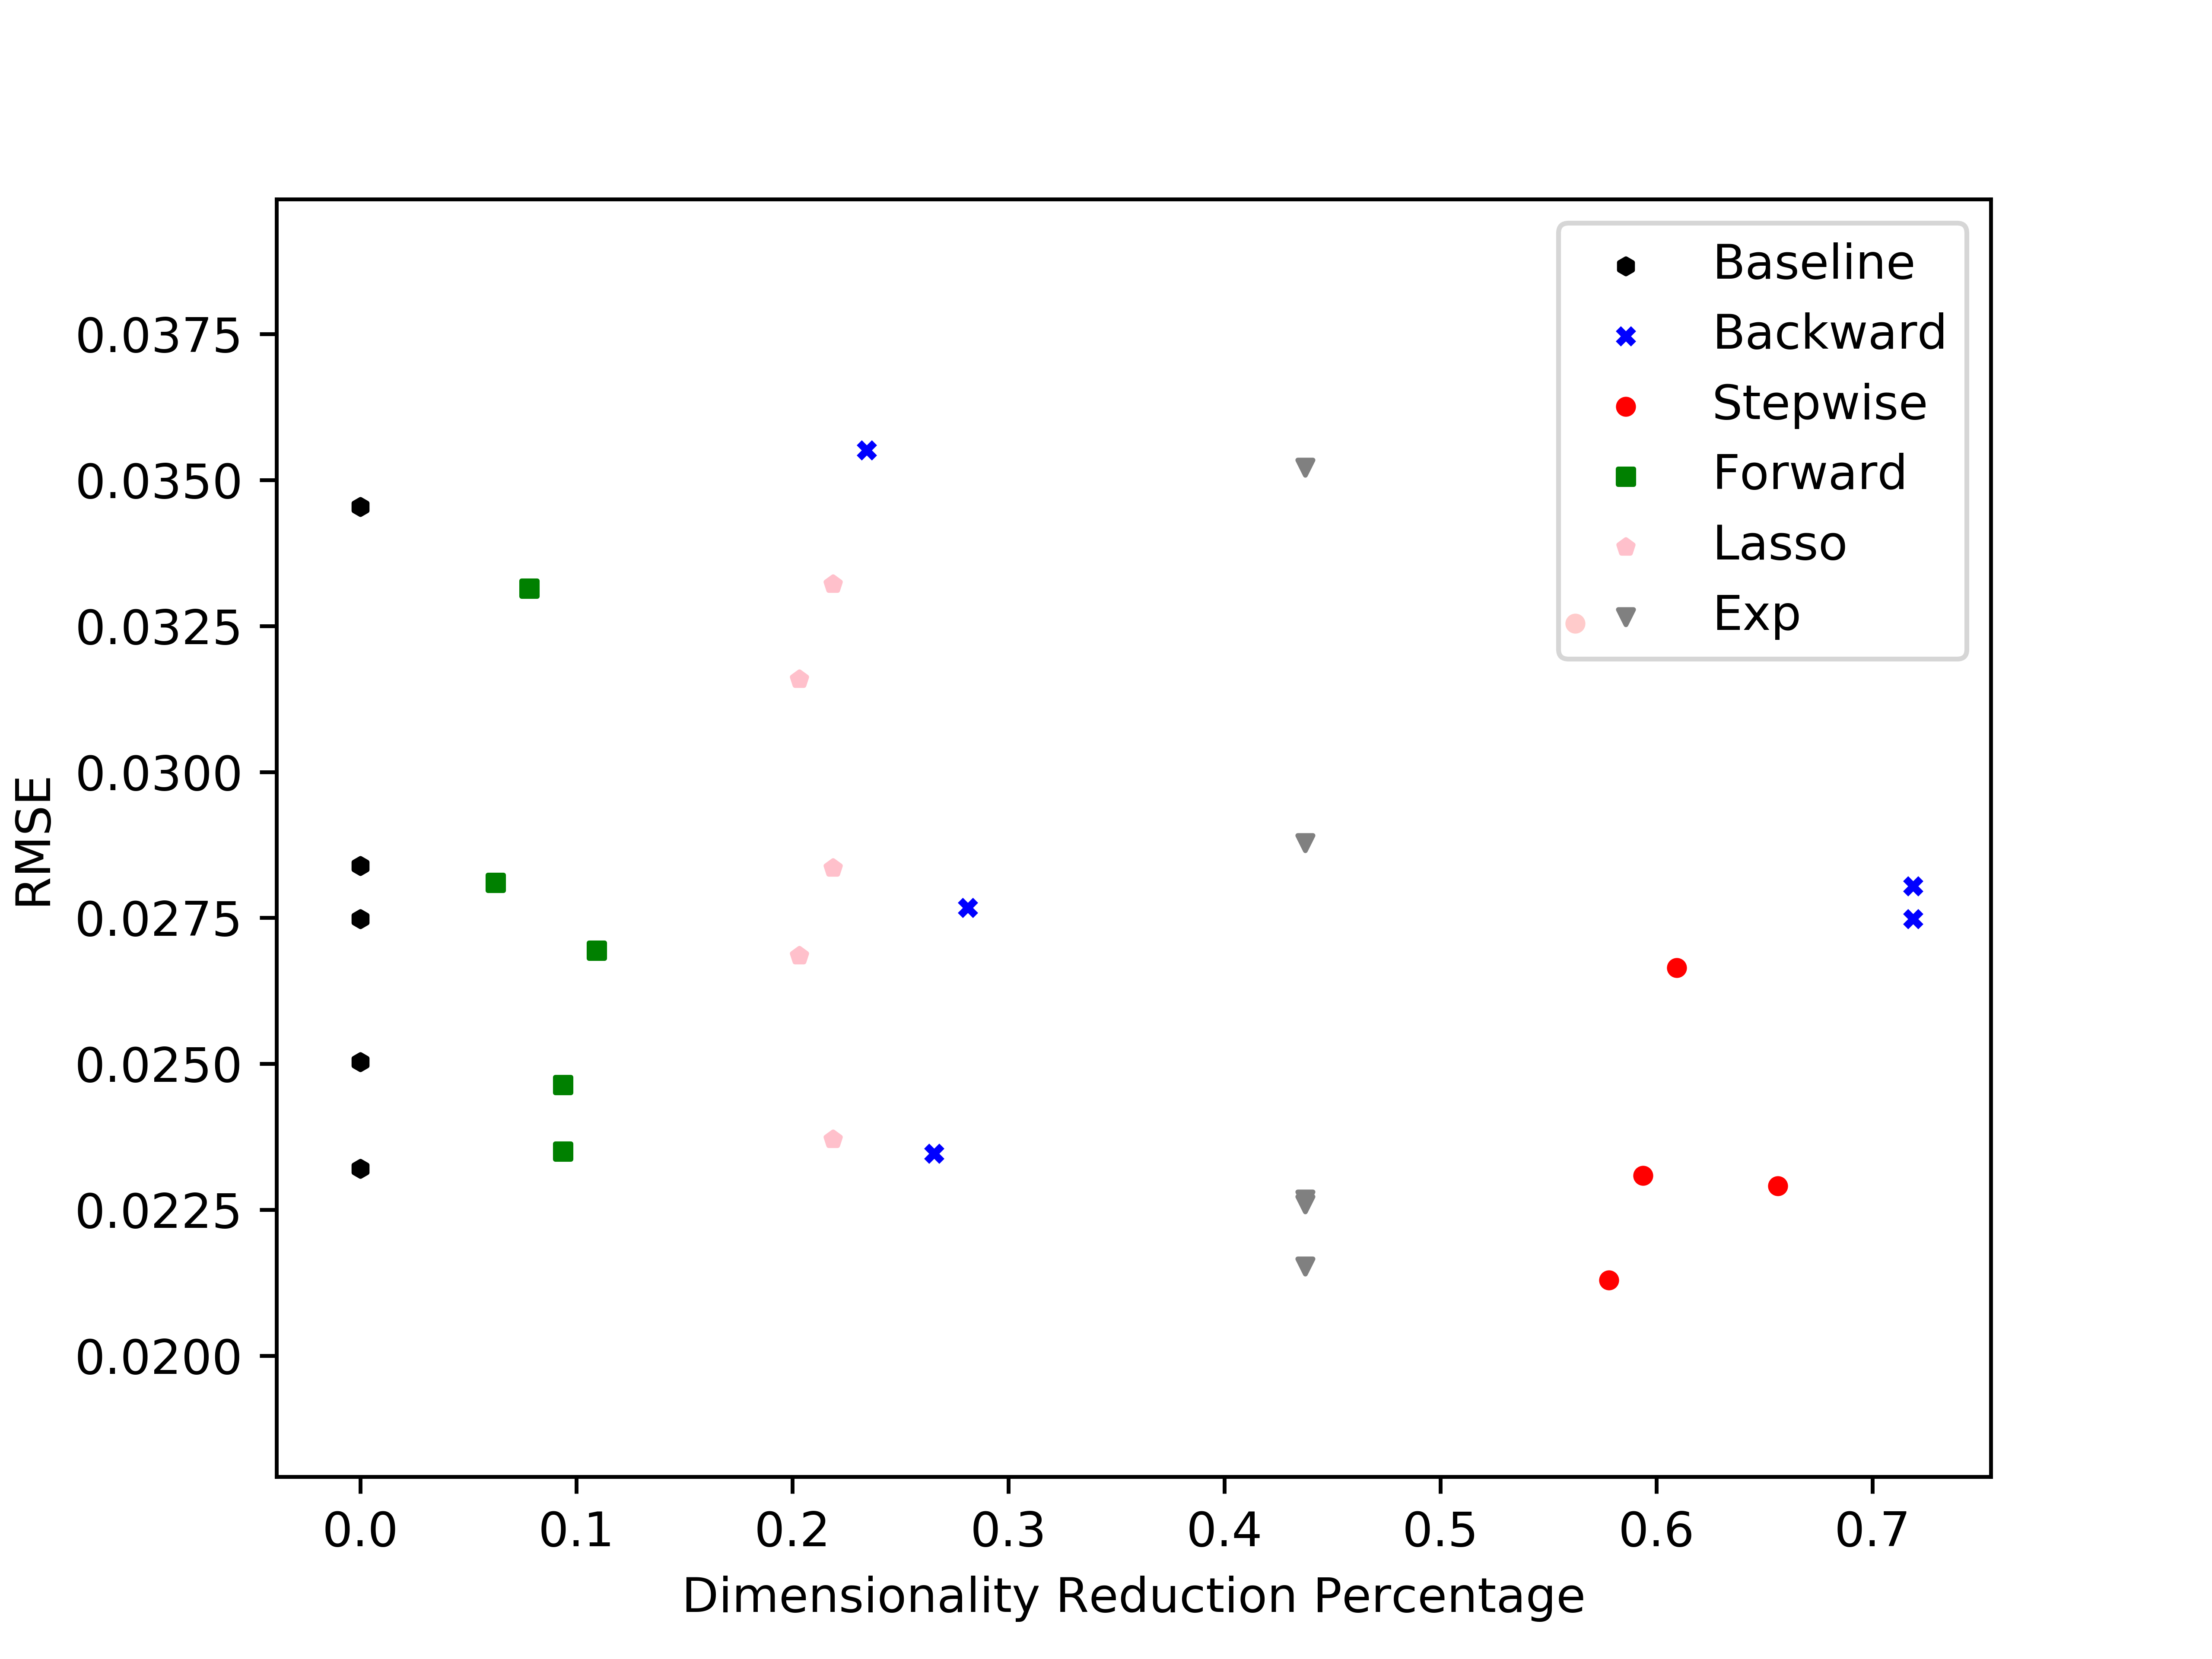 Baseline
Backward
Stepwise
Forward
Lasso
Exp
0.0375
0.0350
0.0325
0.0300
0.0275
0.0250
0.0225
0.0200
RMSE
0.0 0.1 0.2 0.3 0.4 0.5 0.6 0.7
Dimensionality Reduction Percentage